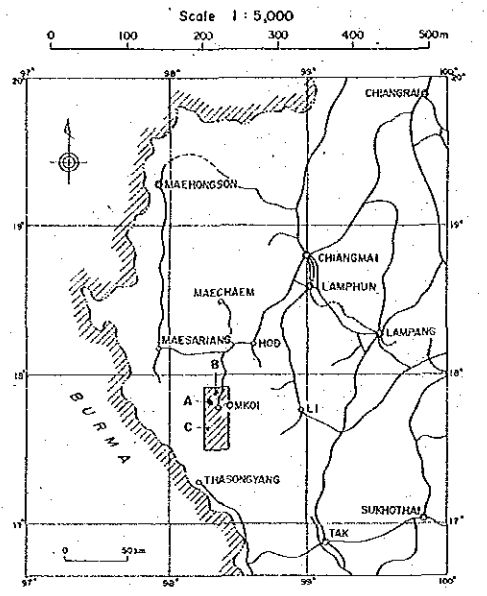 Scale 1:5,000
0 100 200 300 400 500m
97° 98° 99° 100°
20° 20°
CHIANGRAI
MAEHONGSON
19° 19°
CHIANGMAI
LAMPHUN
MAECHAEM
LAMPANG
MAESARIANG
HOD
18° 18°
B
A
MKOI
C
LI
BURMA
THASONGYANG
SUKHOTHAI
17° 17°
TAK
0 50km
97° 98° 99° 100°